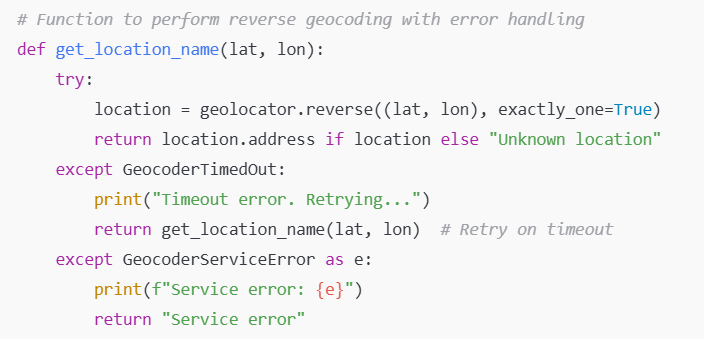 # Function to perform reverse geocoding with error handling
def get_location_name(lat, lon):
    try:
        location = geolocator.reverse((lat, lon), exactly_one=True)
        return location.address if location else "Unknown location"
    except GeocoderTimedOut:
        print("Timeout error. Retrying...")
        return get_location_name(lat, lon)  # Retry on timeout
    except GeocoderServiceError as e:
        print(f"Service error: {e}")
        return "Service error"